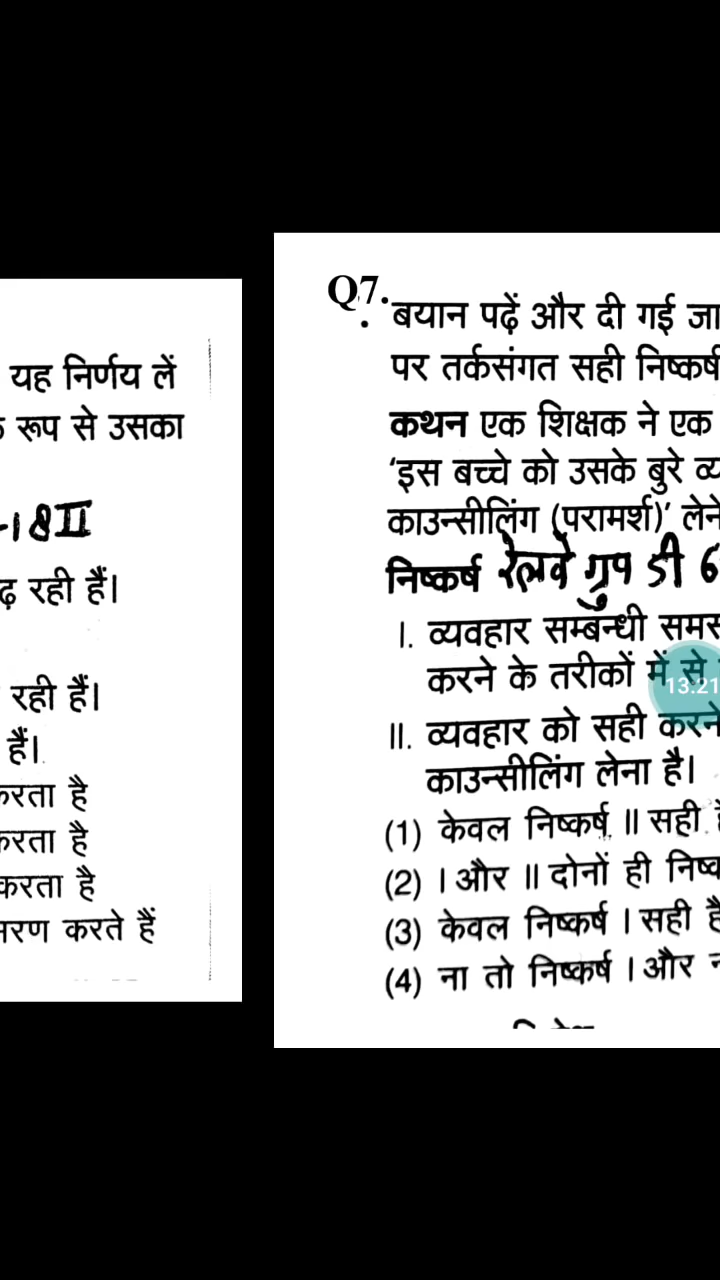 यह निर्णय लें
रूप से उसका
-18 II
रही हैं।
रही हैं।
हैं।
करता है
करता है
करता है
करते हैं
Q7.
बयान पढ़ें और दी गई
पर तर्कसंगत सही निष्कर्ष
कथन एक शिक्षक ने एक
'इस बच्चे को उसके बुरे
काउन्सीलिंग (परामर्श)' लेने
निष्कर्ष रेलवे ग्रुप डी 6
I. व्यवहार सम्बन्धी
करने के तरीकों में से
13:21
II. व्यवहार को सही करने
काउन्सीलिंग लेना है।
(1) केवल निष्कर्ष II सही
(2) I और II दोनों ही
(3) केवल निष्कर्ष I सही है
(4) ना तो निष्कर्ष I और